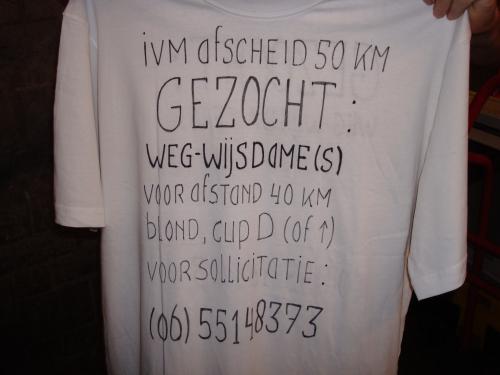 ivm afscheid 50 km
GEZOCHT:
WEG-WijSDAME(S)
voor afstand 40 km
blond, cup D (of ↑)
voor sollicitatie:
(06) 55148373